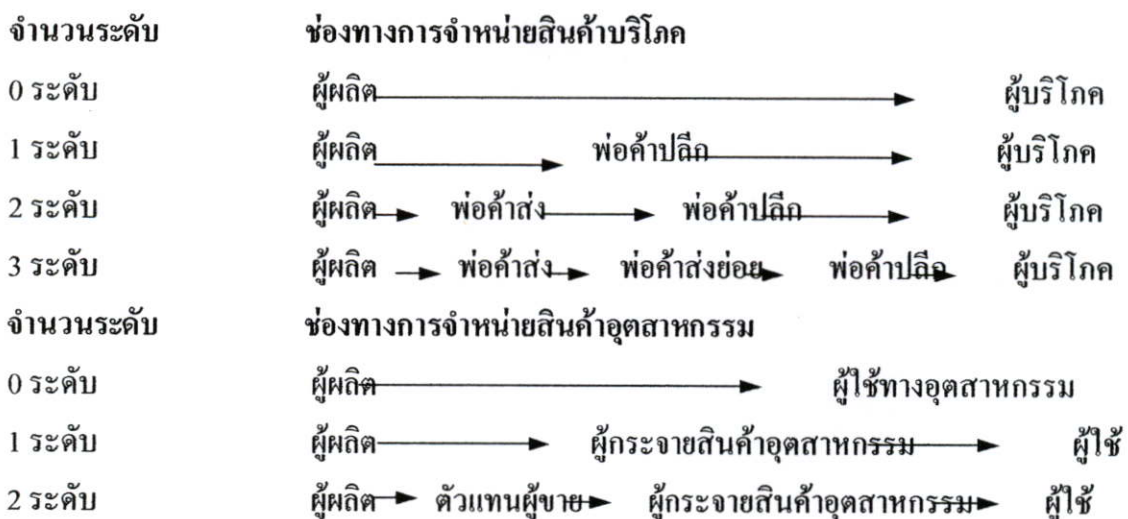 จำนวนระดับ ช่องทางการจำหน่ายสินค้าบริโภค
0 ระดับ ผู้ผลิต ผู้บริโภค
1 ระดับ ผู้ผลิต พ่อค้าปลีก ผู้บริโภค
2 ระดับ ผู้ผลิต พ่อค้าส่ง พ่อค้าปลีก ผู้บริโภค
3 ระดับ ผู้ผลิต พ่อค้าส่ง พ่อค้าส่งย่อย พ่อค้าปลีก ผู้บริโภค
จำนวนระดับ ช่องทางการจำหน่ายสินค้าอุตสาหกรรม
0 ระดับ ผู้ผลิต ผู้ใช้ทางอุตสาหกรรม
1 ระดับ ผู้ผลิต ผู้กระจายสินค้าอุตสาหกรรม ผู้ใช้
2 ระดับ ผู้ผลิต ตัวแทนผู้ขาย ผู้กระจายสินค้าอุตสาหกรรม ผู้ใช้